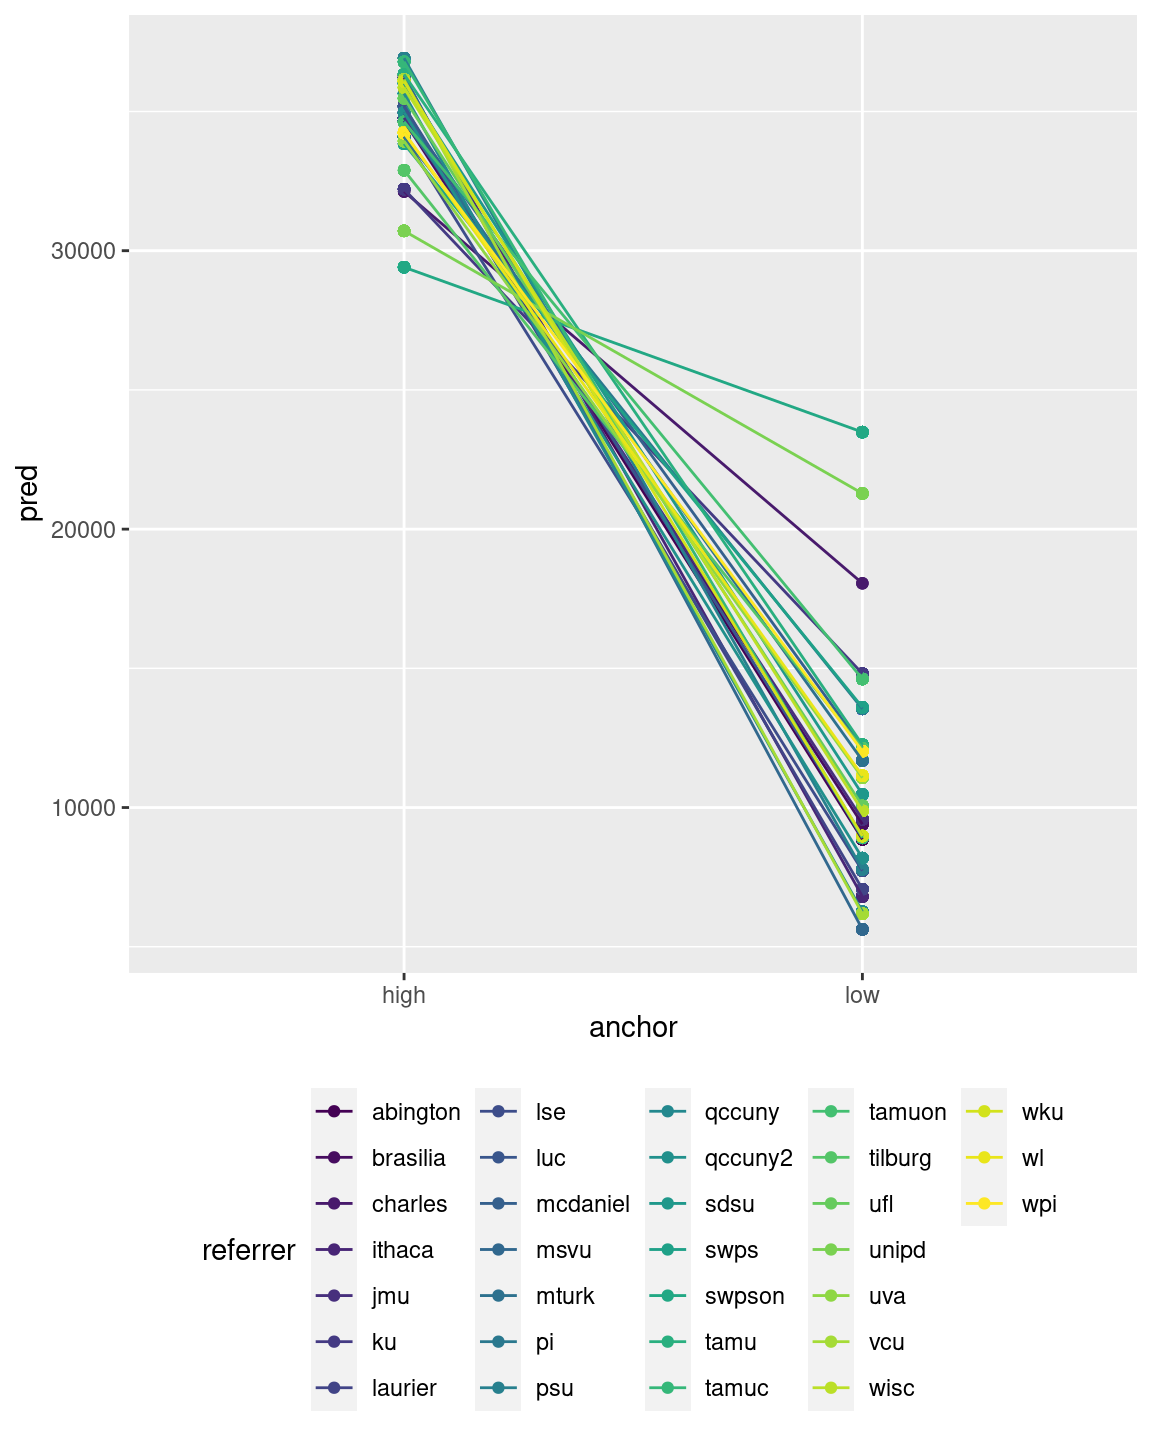 pred
30000
20000
10000
high
low
anchor
referrer
abington
brasilia
charles
ithaca
jmu
ku
laurier
lse
luc
mcdaniel
msvu
mturk
pi
psu
qccuny
qccuny2
sdsu
swps
swpson
tamu
tamuc
tamuon
tilburg
ufl
unipd
uva
vcu
wisc
wku
wl
wpi